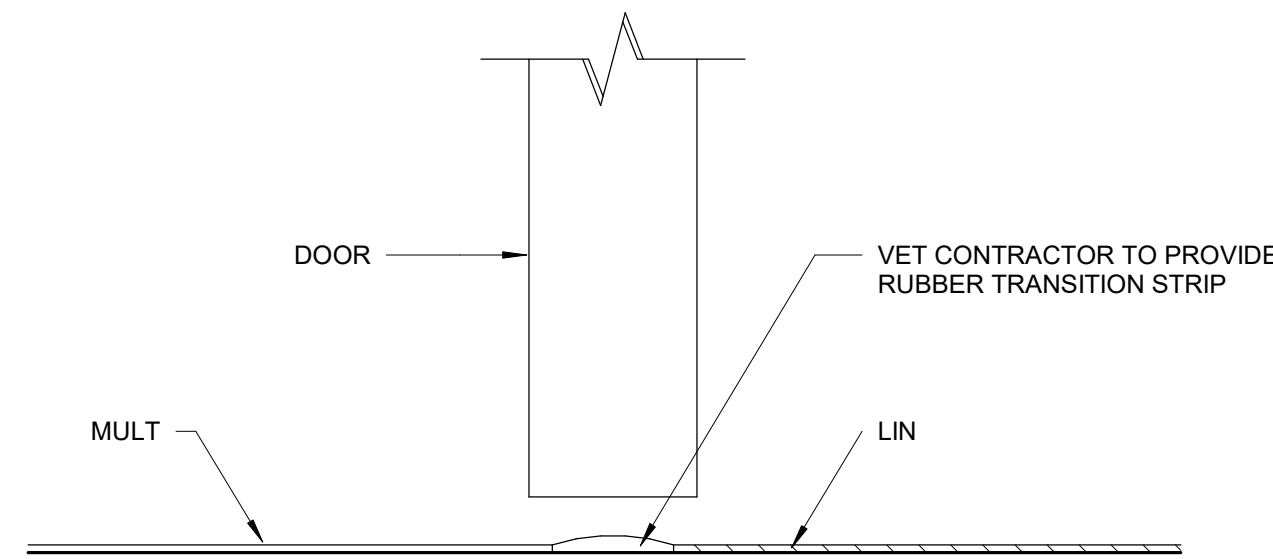 DOOR
VET CONTRACTOR TO PROVIDE
RUBBER TRANSITION STRIP
MULT
LIN